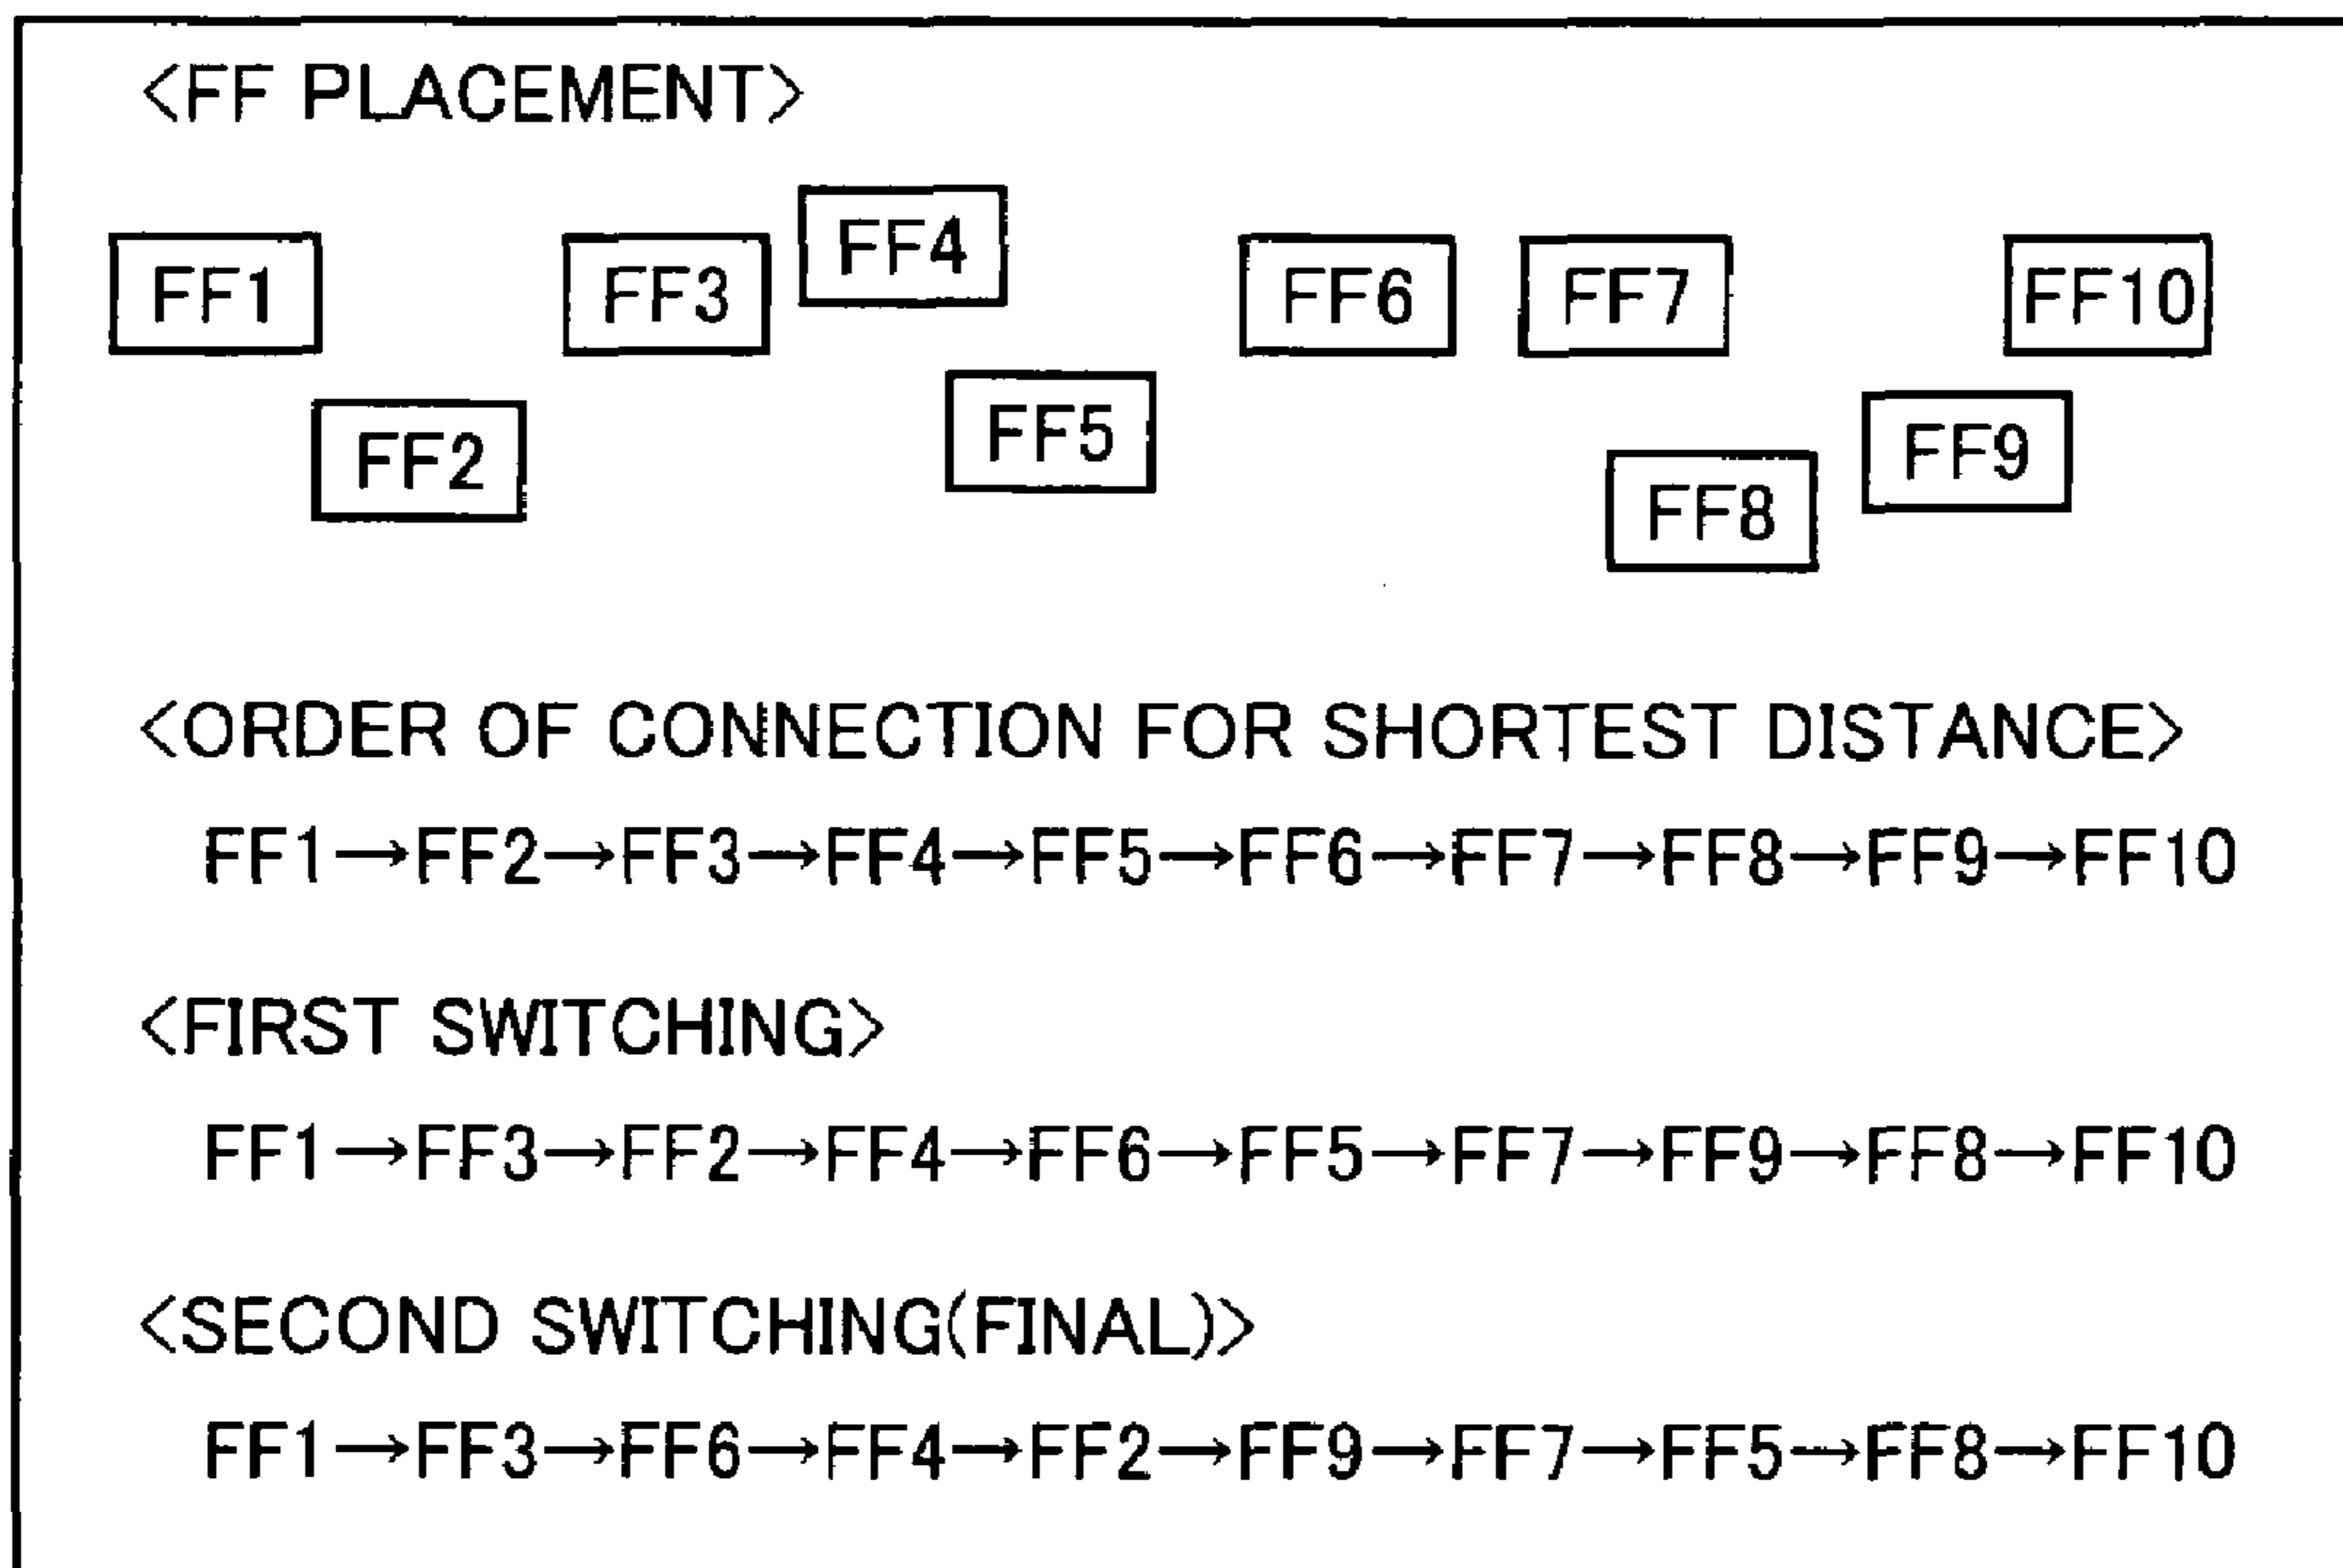 <FF PLACEMENT>
FF4
FF1 FF3 FF6 FF7 FF10
FF2 FF5 FF8 FF9
<ORDER OF CONNECTION FOR SHORTEST DISTANCE>
FF1→FF2→FF3→FF4→FF5→FF6→FF7→FF8→FF9→FF10
<FIRST SWITCHING>
FF1→FF3→FF2→FF4→FF6→FF5→FF7→FF9→FF8→FF10
<SECOND SWITCHING(FINAL)>
FF1→FF3→FF6→FF4→FF2→FF9→FF7→FF5→FF8→FF10